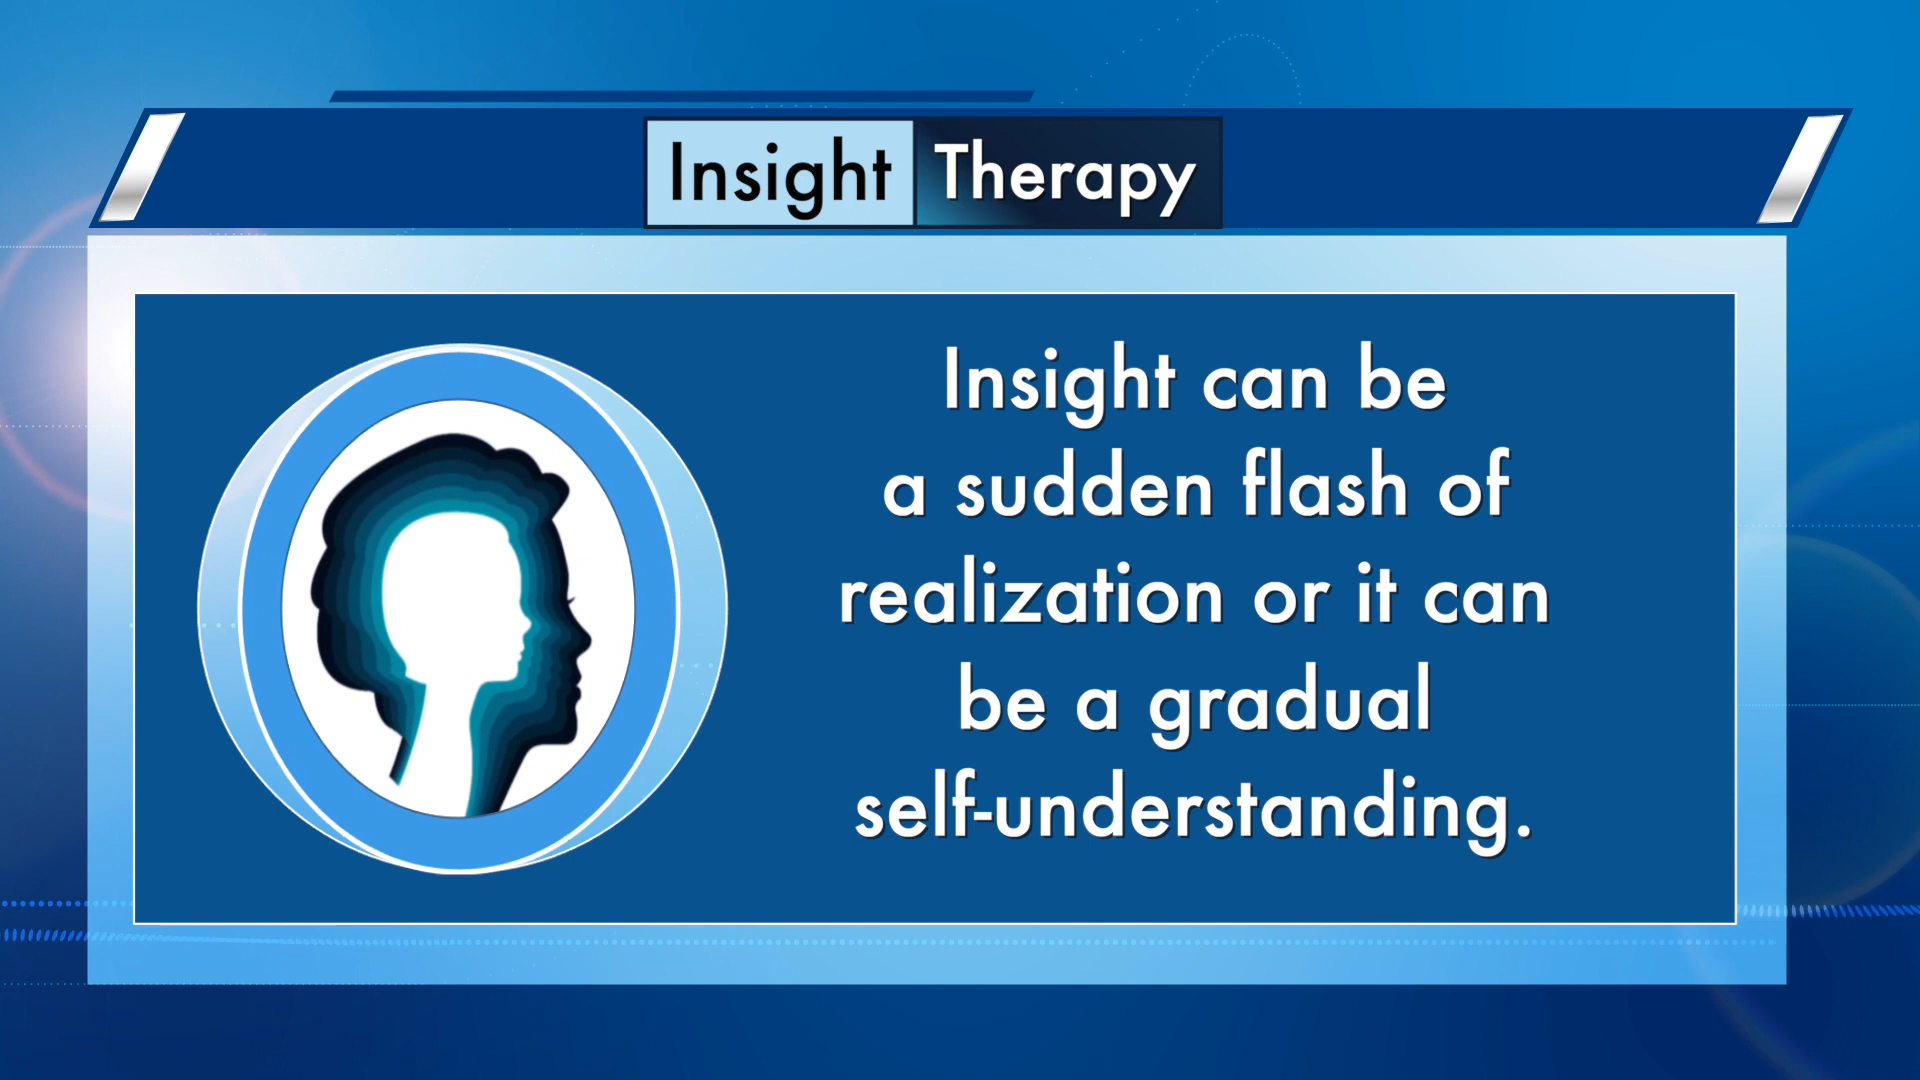 Insight Therapy
Insight can be
a sudden flash of
realization or it can
be a gradual
self-understanding.